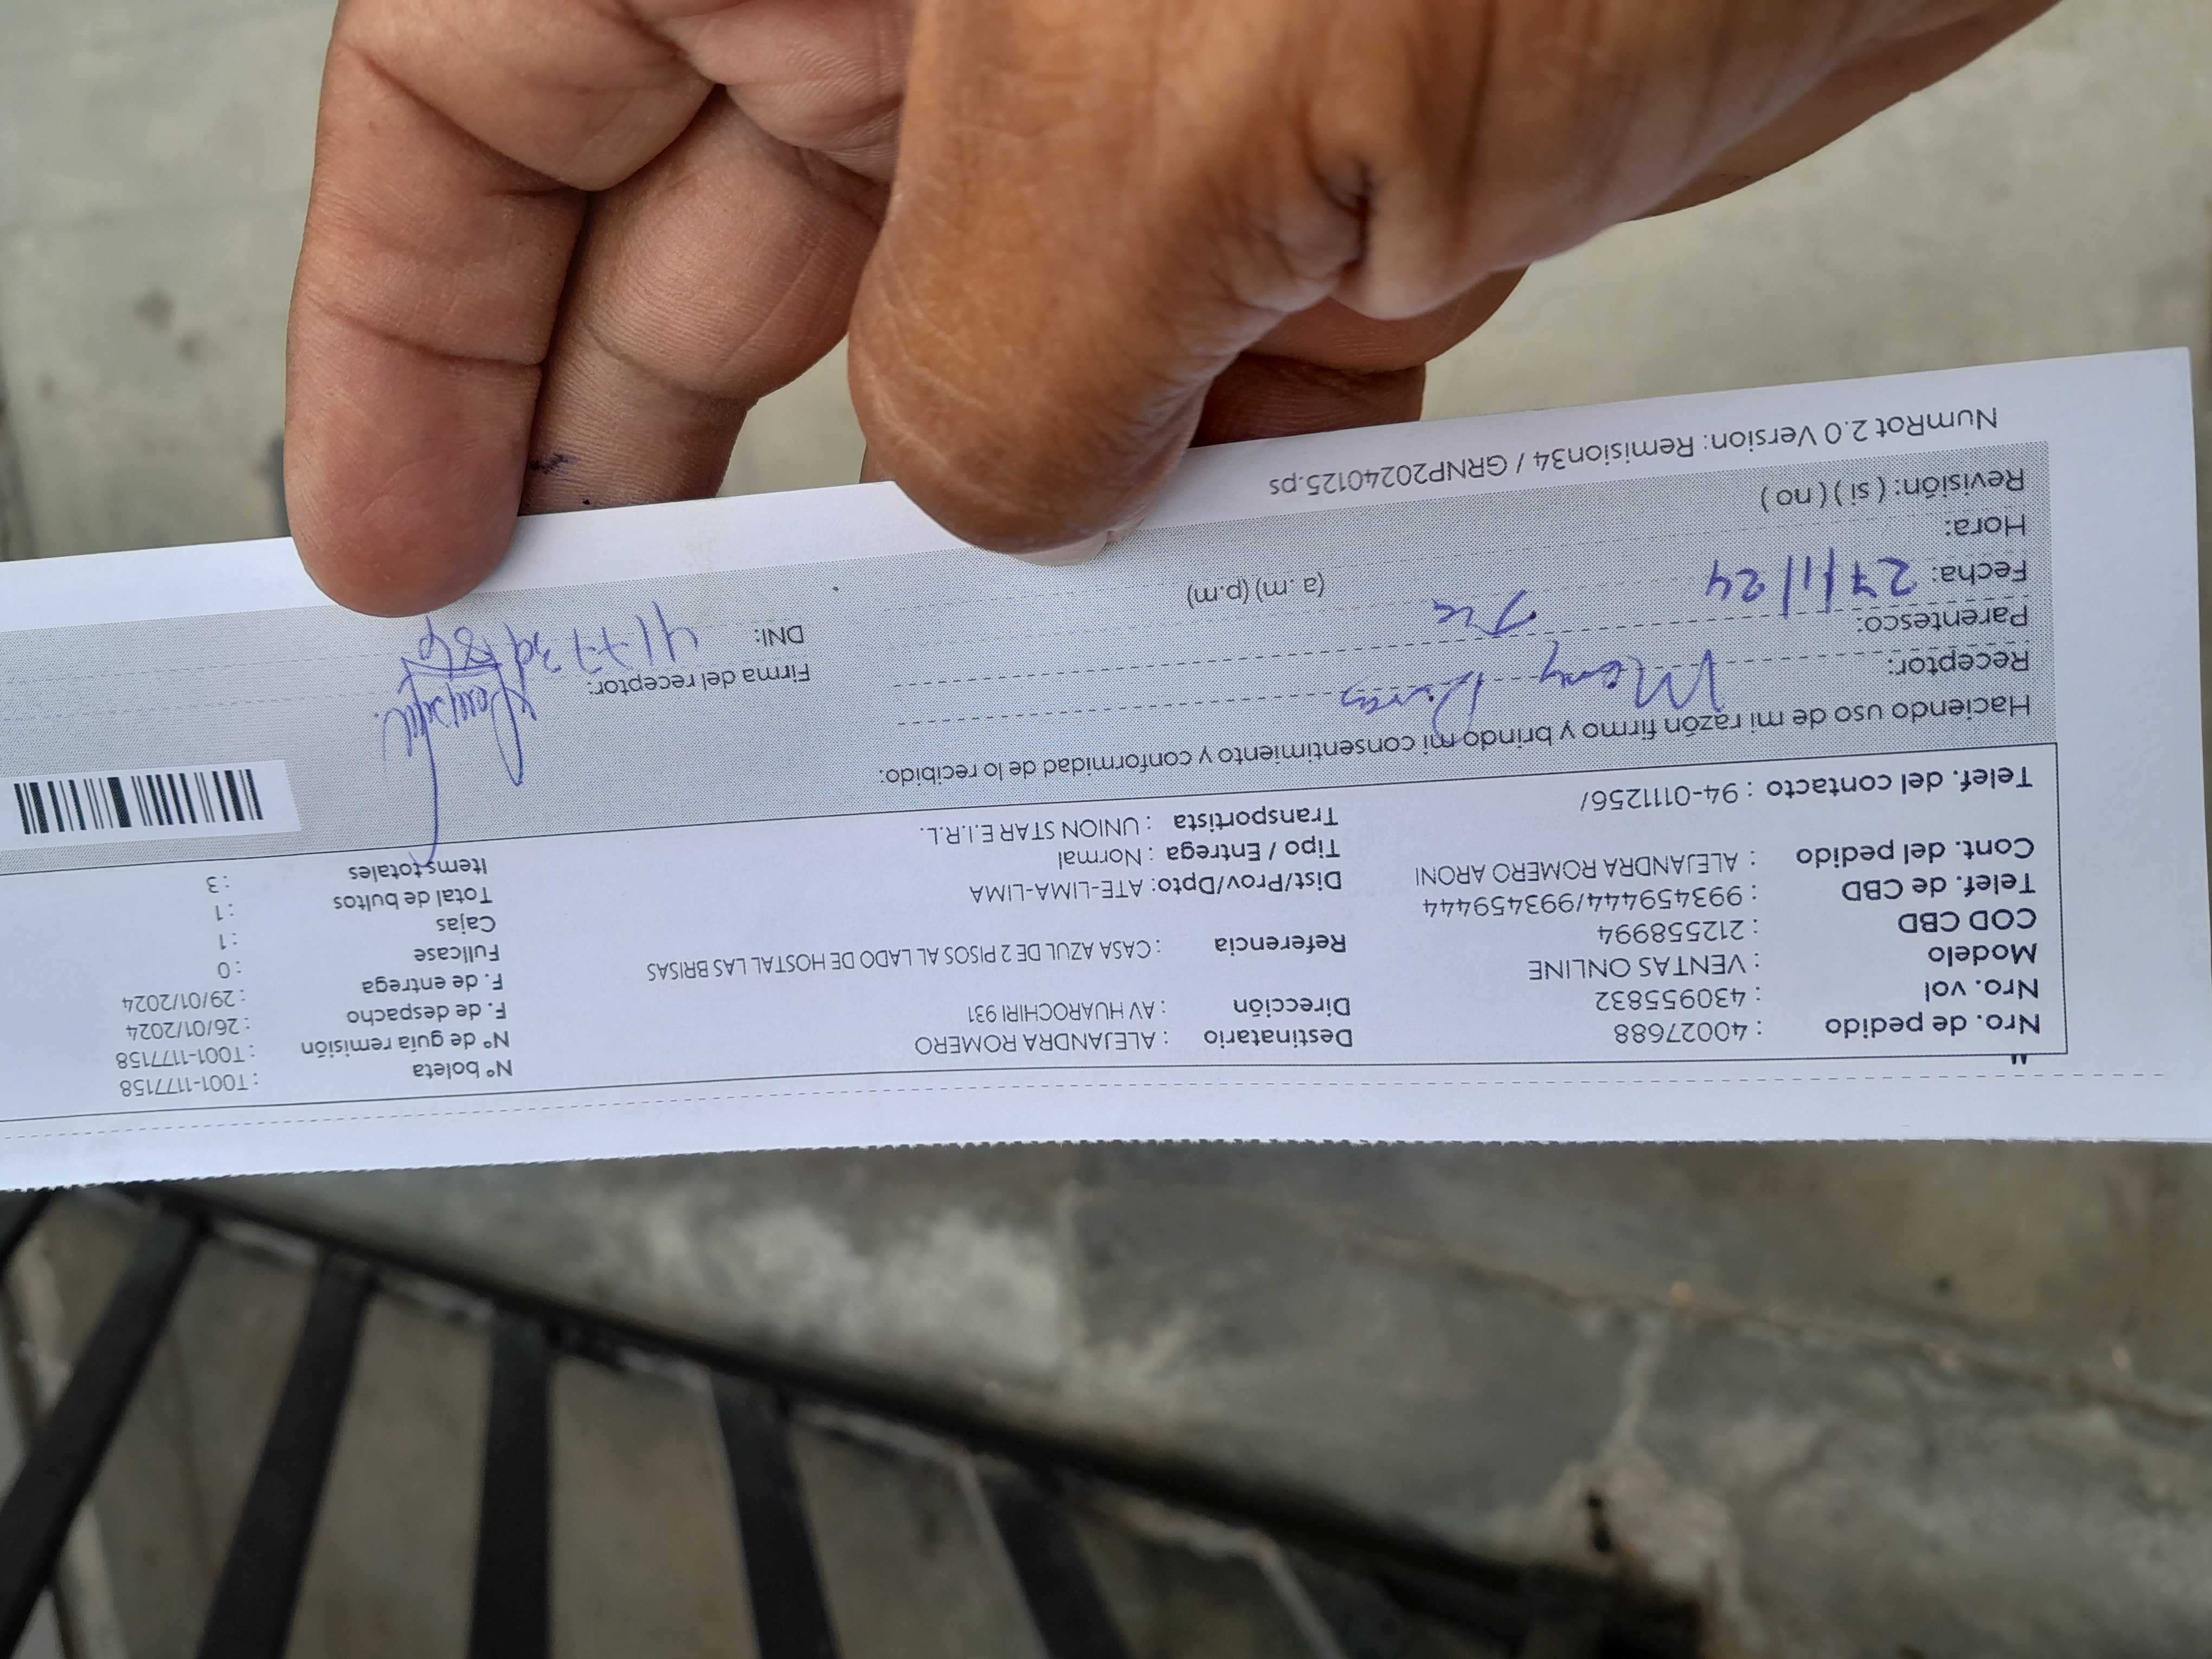 Nro. de pedido : 40027688
Nro. vol : 430955832
Modelo : VENTAS ONLINE
COD CBD : 212558994
Telef. de CBD : 993459444/993459444
Cont. del pedido : ALEJANDRA ROMERO ARONI
Telef. del contacto : 94-0111256/
Destinatario : ALEJANDRA ROMERO
Dirección : AV HUAROCHIRI 931
Referencia : CASA AZUL DE 2 PISOS AL LADO DE HOSTAL LAS BRISAS
Dist/Prov/Dpto: ATE-LIMA-LIMA
Tipo / Entrega : Normal
Transportista : UNION STAR E.I.R.L.
N° boleta : T001-1177158
N° de guía remisión : T001-1177158
F. de despacho : 26/01/2024
F. de entrega : 29/01/2024
Fullcase : 0
Cajas : 1
Total de bultos : 1
Items totales : 3
Haciendo uso de mi razón firmo y brindo mi consentimiento y conformidad de lo recibido:
Receptor: Mary
Parentesco:
Fecha: 27/1/24
Hora: (a. m) (p.m)
Revisión: ( si ) ( no )
Firma del receptor:
DNI:
NumRot 2.0 Version: Remision34 / GRNP20240125.ps